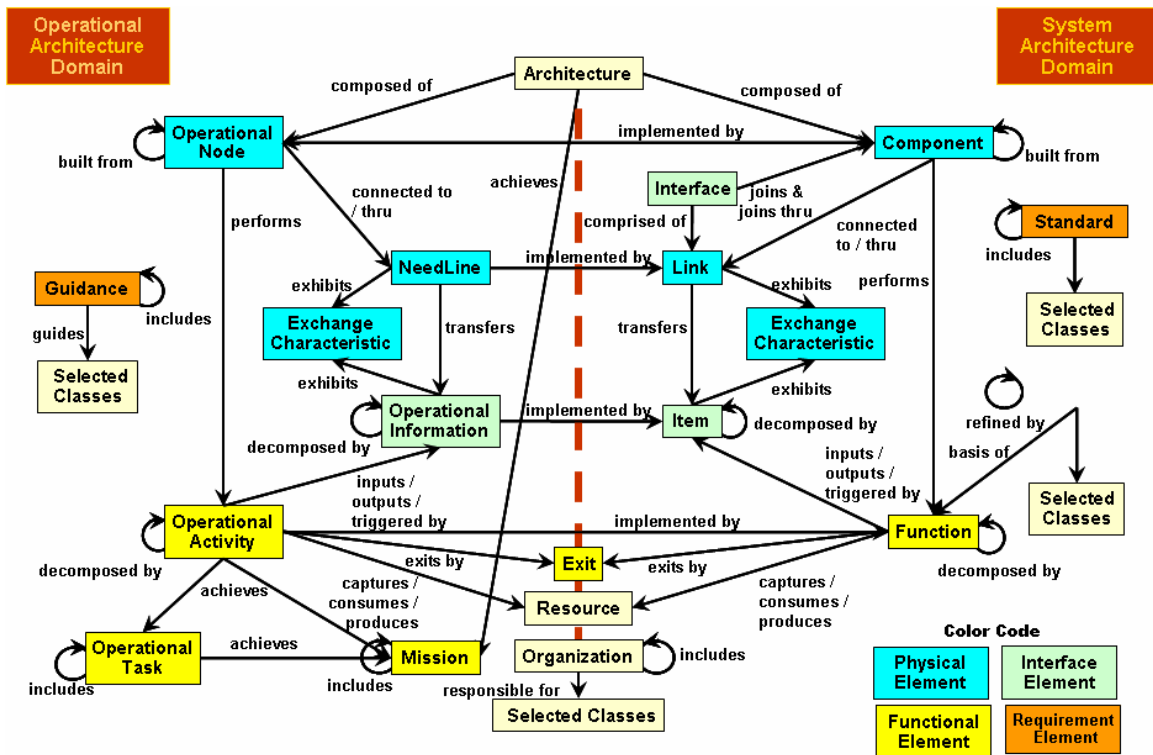 Operational
Architecture
Domain
System
Architecture
Domain
Architecture
composed of
composed of
Operational
Node
implemented by
Component
built from
built from
achieves
Interface
joins &
joins thru
connected to
/ thru
comprised of
connected
to / thru
performs
Standard
includes
NeedLine
implemented by
Link
performs
Guidance
exhibits
exhibits
includes
guides
Exchange
Characteristic
transfers
transfers
Exchange
Characteristic
Selected
Classes
Selected
Classes
exhibits
exhibits
Operational
Information
implemented by
Item
refined by
decomposed by
decomposed by
basis of
inputs /
outputs /
triggered by
inputs /
outputs /
triggered by
Selected
Classes
Operational
Activity
implemented by
Function
decomposed by
exits by
Exit
exits by
decomposed by
achieves
captures /
consumes /
produces
Resource
captures /
consumes /
produces
Operational
Task
achieves
Mission
Organization
includes
includes
includes
responsible for
Selected Classes
Color Code
Physical
Element
Interface
Element
Functional
Element
Requirement
Element